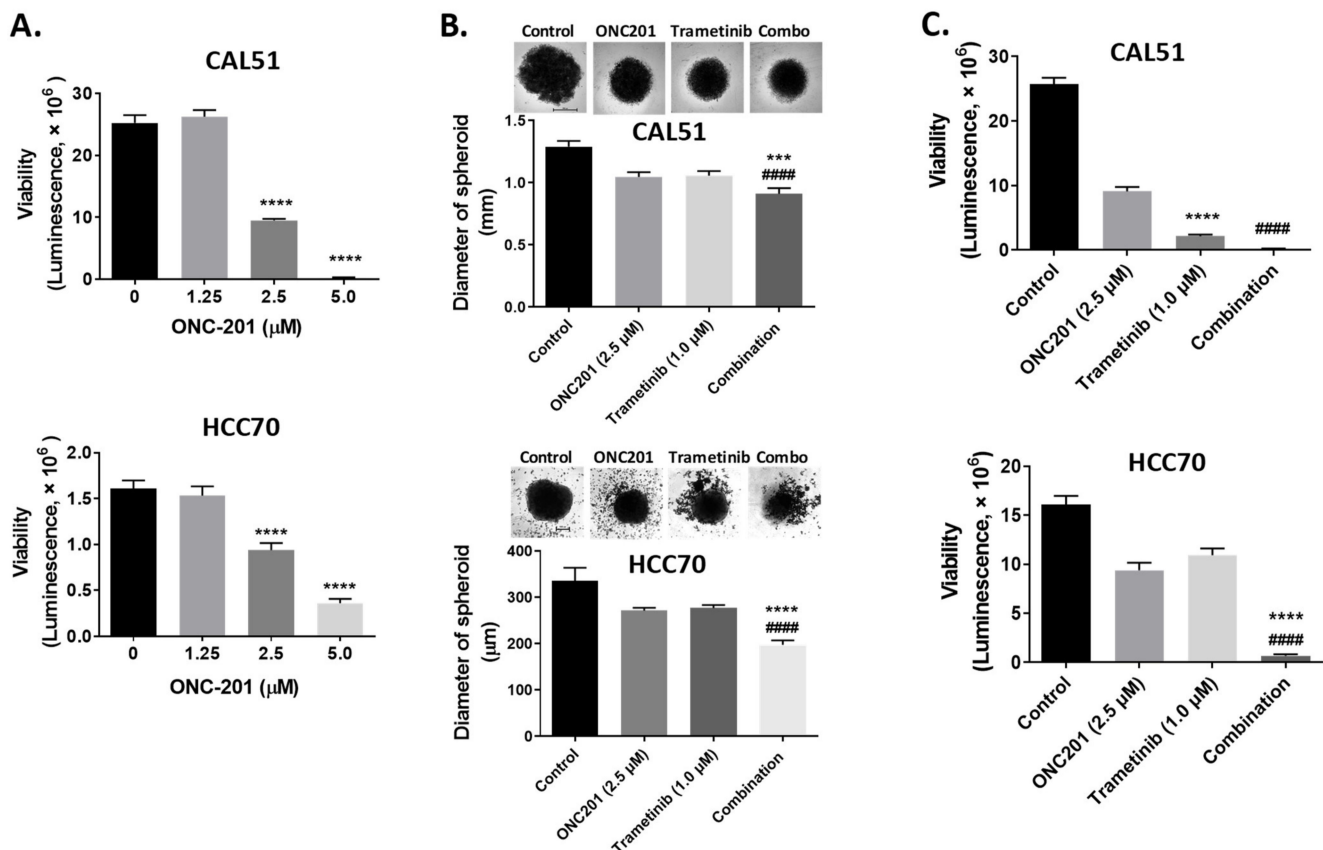 A.
CAL51
Viability
(Luminescence, × 10⁶)
30
20
10
0
****
****
0 1.25 2.5 5.0
ONC-201 (µM)
HCC70
Viability
(Luminescence, × 10⁶)
2.0
1.5
1.0
0.5
0.0
****
****
0 1.25 2.5 5.0
ONC-201 (µM)
B.
Control ONC201 Trametinib Combo
CAL51
Diameter of spheroid
(mm)
1.5
1.0
0.5
0.0
***
####
Control
ONC201 (2.5 µM)
Trametinib (1.0 µM)
Combination
Control ONC201 Trametinib Combo
HCC70
Diameter of spheroid
(µm)
400
300
200
100
0
****
####
Control
ONC201 (2.5 µM)
Trametinib (1.0 µM)
Combination
C.
CAL51
Viability
(Luminescence, × 10⁶)
30
20
10
0
****
####
Control
ONC201 (2.5 µM)
Trametinib (1.0 µM)
Combination
HCC70
Viability
(Luminescence, × 10⁶)
20
15
10
5
0
****
####
Control
ONC201 (2.5 µM)
Trametinib (1.0 µM)
Combination